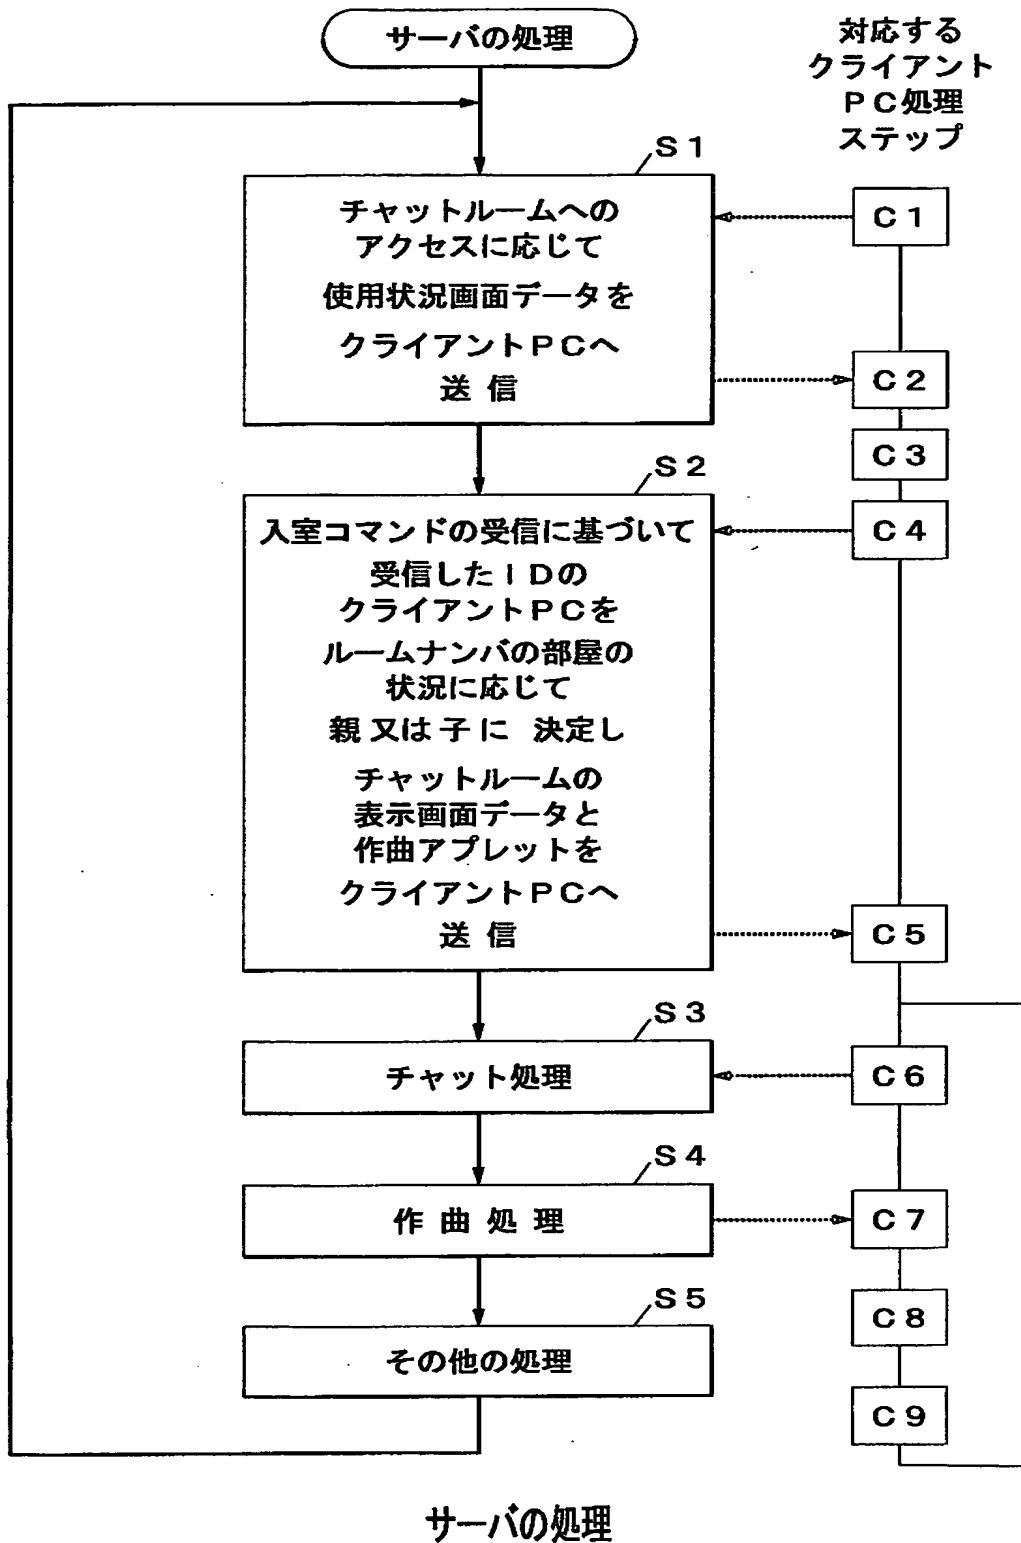 サーバの処理
対応する
クライアント
ＰＣ処理
ステップ
Ｓ１
チャットルームへの
アクセスに応じて
使用状況画面データを
クライアントＰＣへ
送信
Ｃ１
Ｃ２
Ｃ３
Ｓ２
入室コマンドの受信に基づいて
受信したＩＤの
クライアントＰＣを
ルームナンバの部屋の
状況に応じて
親又は子に 決定し
チャットルームの
表示画面データと
作曲アプレットを
クライアントＰＣへ
送信
Ｃ４
Ｃ５
Ｓ３
チャット処理
Ｃ６
Ｓ４
作曲処理
Ｃ７
Ｓ５
その他の処理
Ｃ８
Ｃ９
サーバの処理